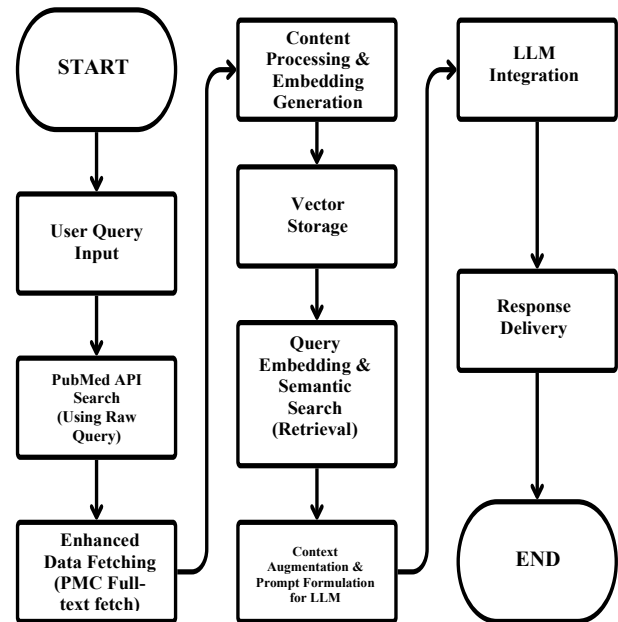 START
User Query
Input
PubMed API
Search
(Using Raw
Query)
Enhanced
Data Fetching
(PMC Full-
text fetch)
Content
Processing &
Embedding
Generation
Vector
Storage
Query
Embedding &
Semantic
Search
(Retrieval)
Context
Augmentation &
Prompt Formulation
for LLM
LLM
Integration
Response
Delivery
END